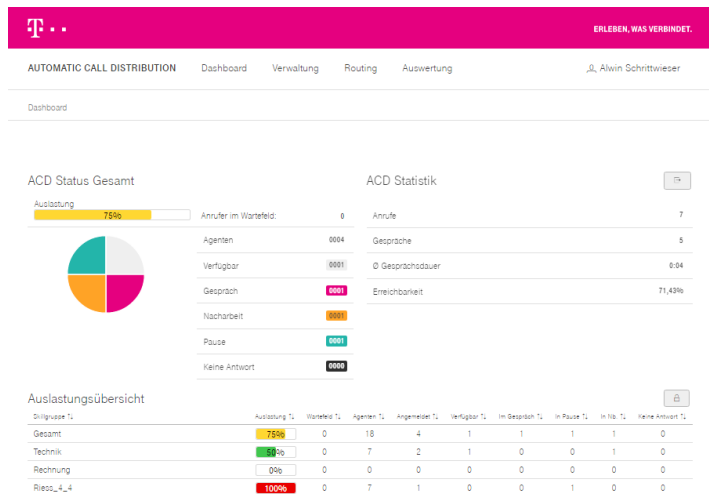 T
ERLEBEN, WAS VERBINDET.
AUTOMATIC CALL DISTRIBUTION Dashboard Verwaltung Routing Auswertung Alwin Schrittwieser
Dashboard
ACD Status Gesamt
ACD Statistik
Auslastung
75%
Anrufer im Wartefeld: 0
Agenten 0004
Verfügbar 0001
Gespräch 0001
Nacharbeit 0001
Pause 0001
Keine Antwort 0000
Anrufe 7
Gespräche 5
Ø Gesprächsdauer 0:04
Erreichbarkeit 71,43%
Auslastungsübersicht
Skillgruppe ↑↓ Auslastung ↑↓ Wartefeld ↑↓ Agenten ↑↓ Angemeldet ↑↓ Verfügbar ↑↓ Im Gespräch ↑↓ In Pause ↑↓ In Nb. ↑↓ Keine Antwort ↑↓
Gesamt 75% 0 18 4 1 1 1 1 0
Technik 50% 0 7 2 1 0 0 1 0
Rechnung 0% 0 0 0 0 0 0 0 0
Riess_4_4 100% 0 7 1 0 0 1 0 0